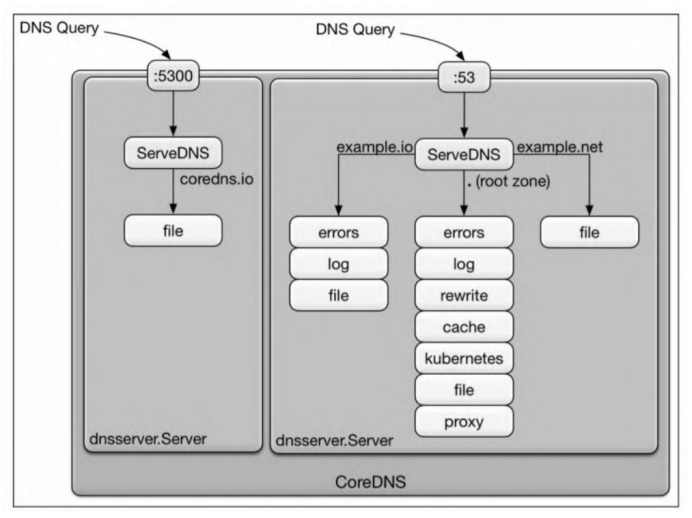 DNS Query
DNS Query
:5300
:53
ServeDNS
coredns.io
file
example.io
ServeDNS
example.net
. (root zone)
errors
log
file
errors
log
rewrite
cache
kubernetes
file
proxy
file
dnsserver.Server
dnsserver.Server
CoreDNS